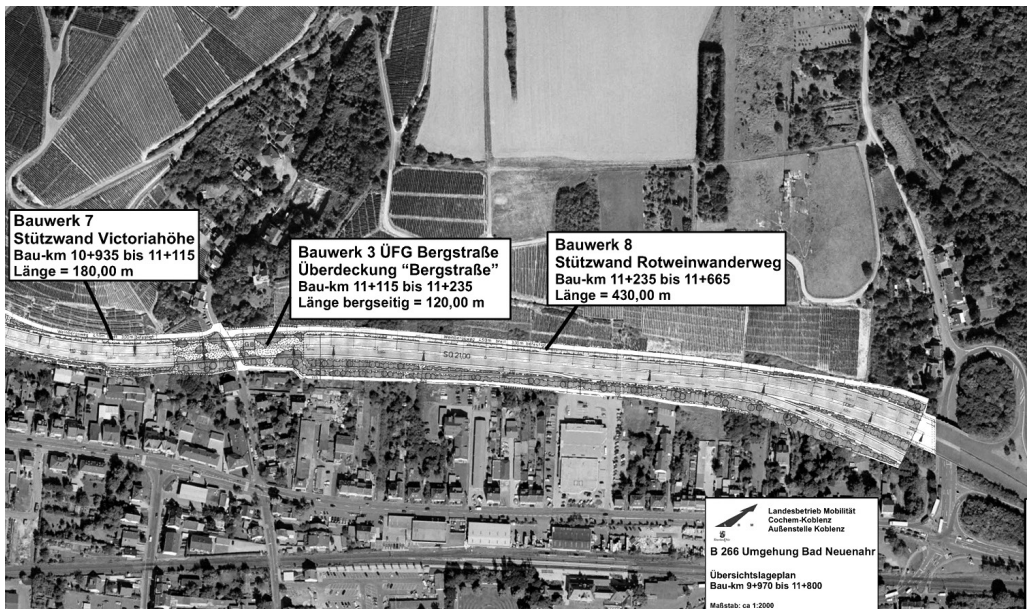 Bauwerk 7
Stützwand Victoriahöhe
Bau-km 10+935 bis 11+115
Länge = 180,00 m
Bauwerk 3 ÜFG Bergstraße
Überdeckung “Bergstraße”
Bau-km 11+115 bis 11+235
Länge bergseitig = 120,00 m
Bauwerk 8
Stützwand Rotweinwanderweg
Bau-km 11+235 bis 11+665
Länge = 430,00 m
Landesbetrieb Mobilität
Cochem-Koblenz
Außenstelle Koblenz
B 266 Umgehung Bad Neuenahr
Übersichtslageplan
Bau-km 9+970 bis 11+800
Maßstab: ca 1:2000